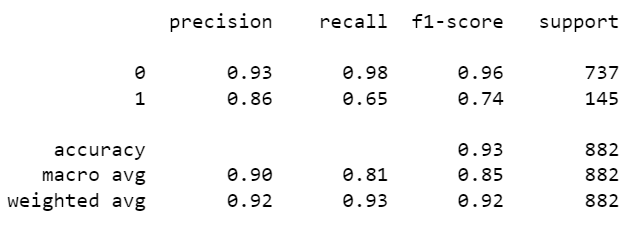 precision recall f1-score support
0 0.93 0.98 0.96 737
1 0.86 0.65 0.74 145
accuracy 0.93 882
macro avg 0.90 0.81 0.85 882
weighted avg 0.92 0.93 0.92 882